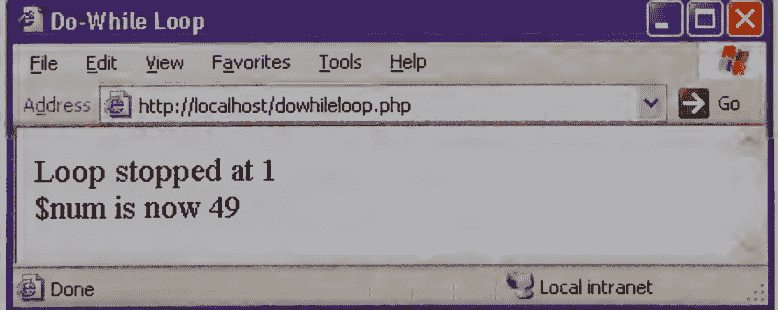 Do-While Loop
File Edit View Favorites Tools Help
Address http://localhost/dowhileloop.php Go
Loop stopped at 1
$num is now 49
Done Local intranet